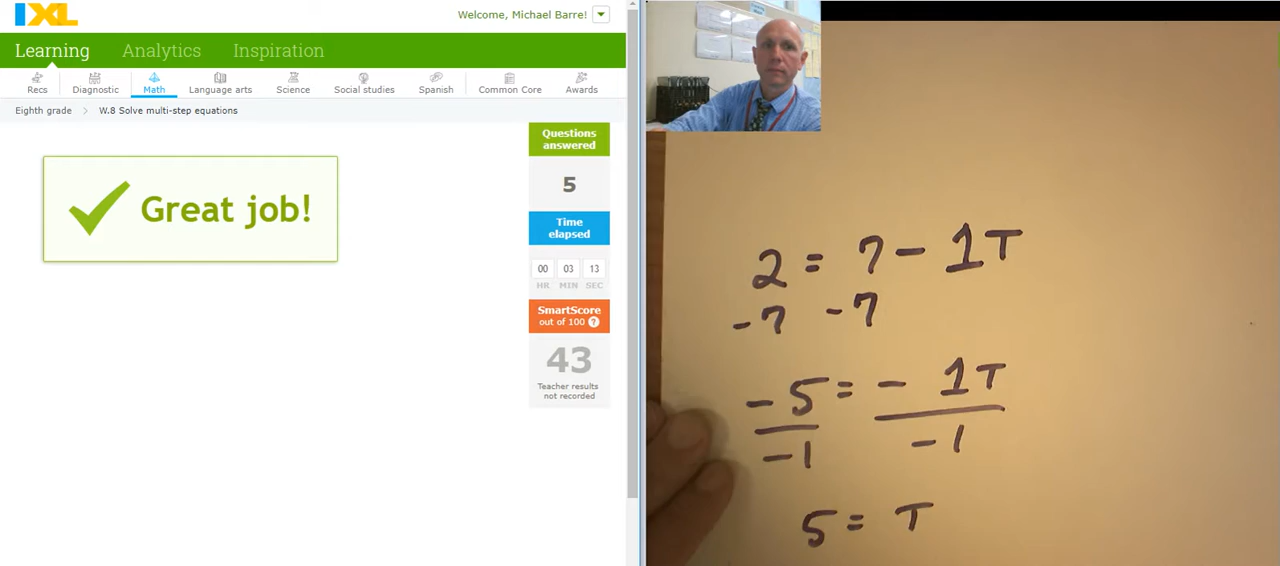 IXL
Welcome, Michael Barre!
Learning Analytics Inspiration
Recs Diagnostic Math Language arts Science Social studies Spanish Common Core Awards
Eighth grade > W.8 Solve multi-step equations
Great job!
Questions
answered
5
Time
elapsed
00 03 13
HR MIN SEC
SmartScore
out of 100 ?
43
Teacher results
not recorded
2 = 7 - 1T
-7 -7
-5 = - 1T
-1 -1
5 = T